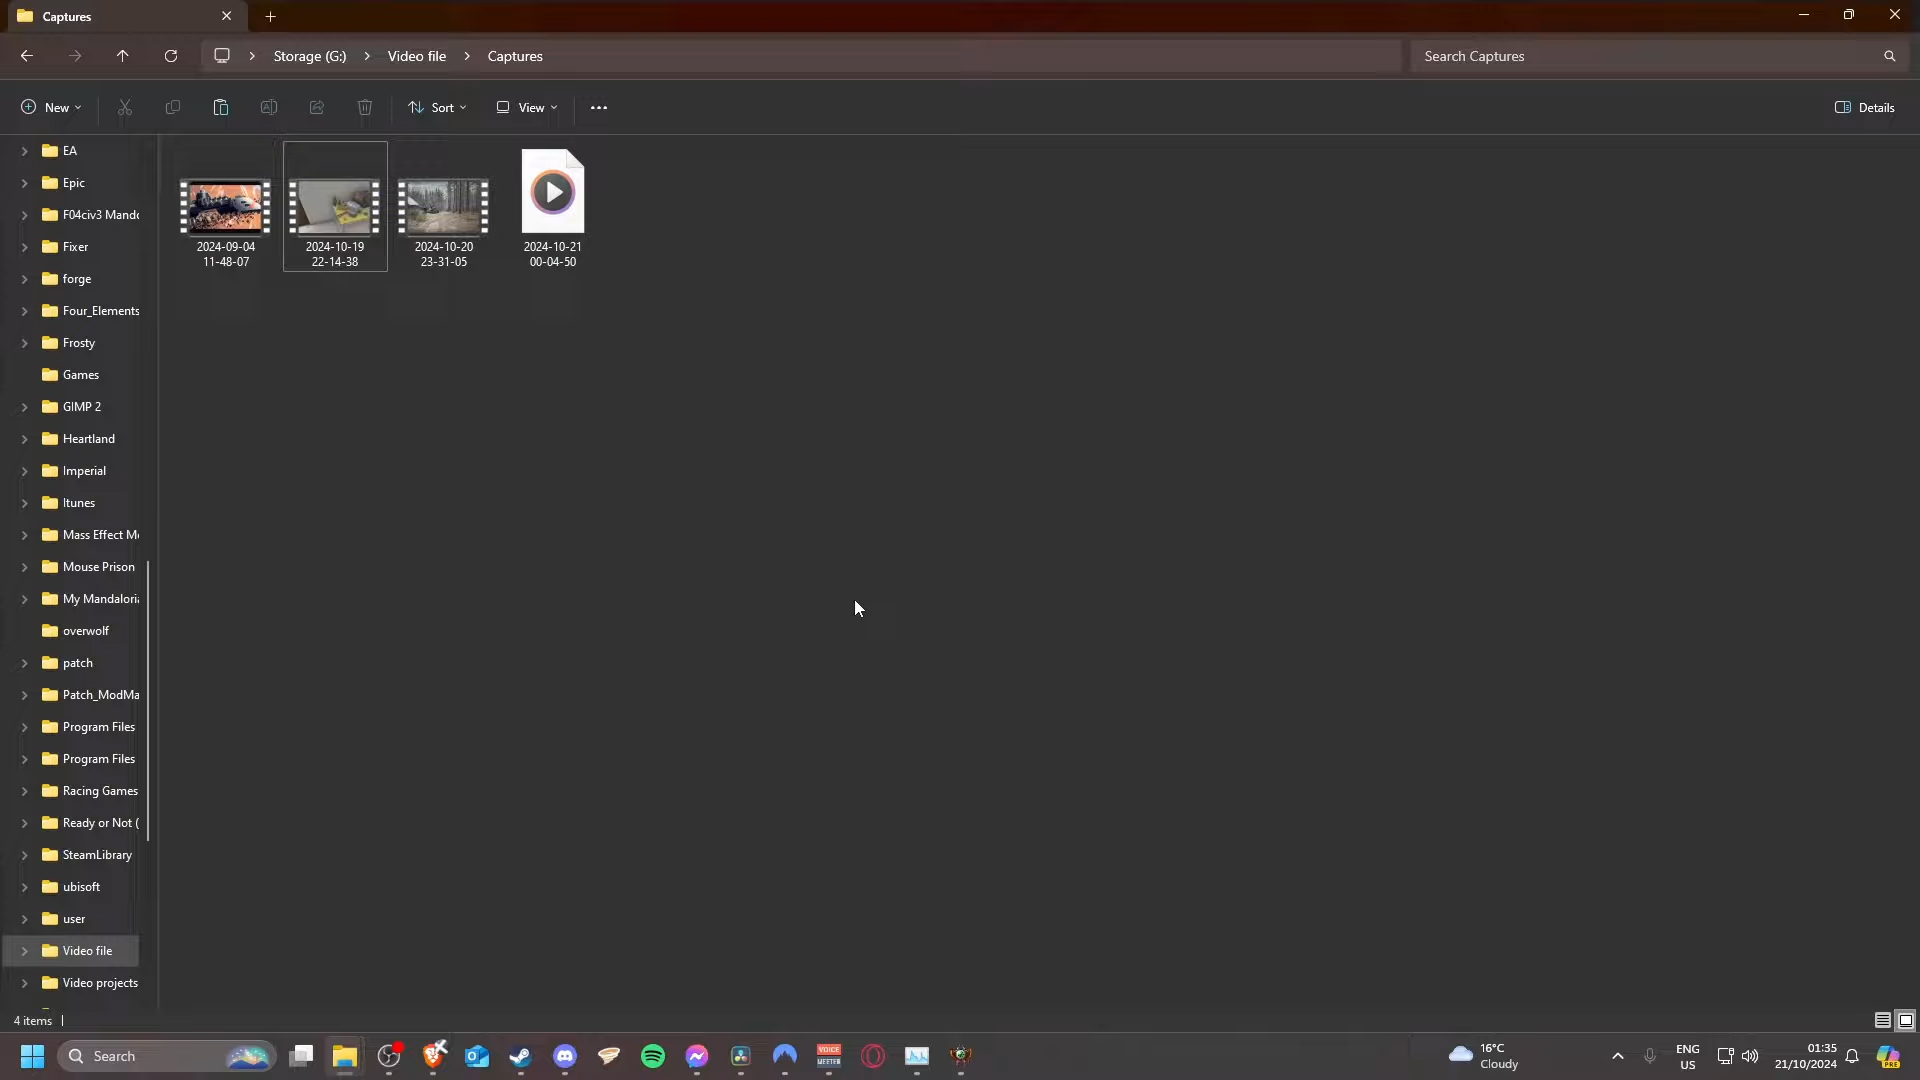 Captures
Storage (G:) > Video file > Captures
Search Captures
New
Sort
View
Details
EA
Epic
F04civ3 Mando
Fixer
forge
Four_Elements
Frosty
Games
GIMP 2
Heartland
Imperial
Itunes
Mass Effect M
Mouse Prison
My Mandalori
overwolf
patch
Patch_ModMa
Program Files
Program Files
Racing Games
Ready or Not (
SteamLibrary
ubisoft
user
Video file
Video projects
2024-09-04
11-48-07
2024-10-19
22-14-38
2024-10-20
23-31-05
2024-10-21
00-04-50
4 items
Search
VOICE
MEETER
16°C
Cloudy
ENG
US
01:35
21/10/2024
PRE